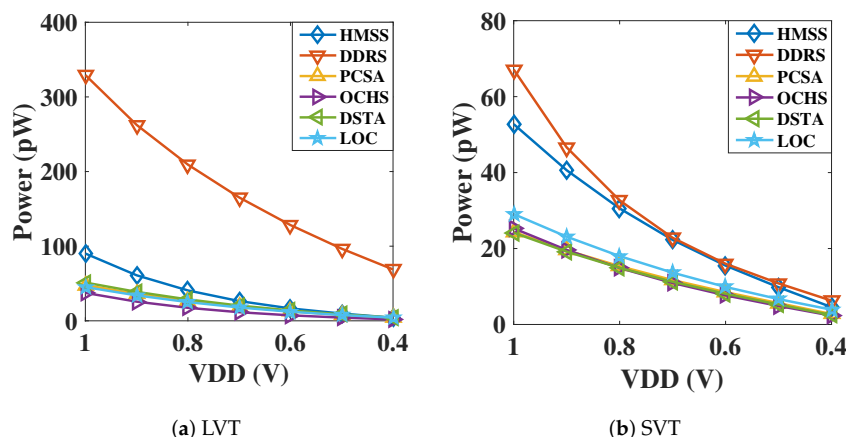 400
300
200
100
0
Power (pW)
1
0.8
0.6
0.4
VDD (V)
HMSS
DDRS
PCSA
OCHS
DSTA
LOC
(a) LVT
80
60
40
20
0
Power (pW)
1
0.8
0.6
0.4
VDD (V)
HMSS
DDRS
PCSA
OCHS
DSTA
LOC
(b) SVT